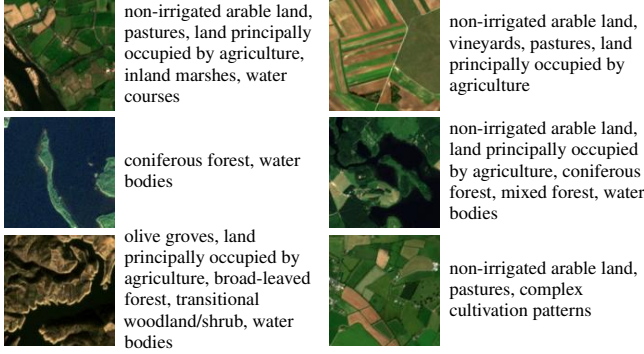 non-irrigated arable land,
pastures, land principally
occupied by agriculture,
inland marshes, water
courses
non-irrigated arable land,
vineyards, pastures, land
principally occupied by
agriculture
coniferous forest, water
bodies
non-irrigated arable land,
land principally occupied
by agriculture, coniferous
forest, mixed forest, water
bodies
olive groves, land
principally occupied by
agriculture, broad-leaved
forest, transitional
woodland/shrub, water
bodies
non-irrigated arable land,
pastures, complex
cultivation patterns